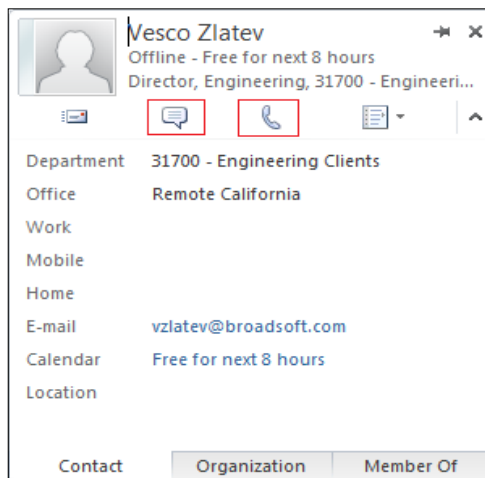 Vesco Zlatev
Offline - Free for next 8 hours
Director, Engineering, 31700 - Engineeri...
Department 31700 - Engineering Clients
Office Remote California
Work
Mobile
Home
E-mail vzlatev@broadsoft.com
Calendar Free for next 8 hours
Location
Contact Organization Member Of